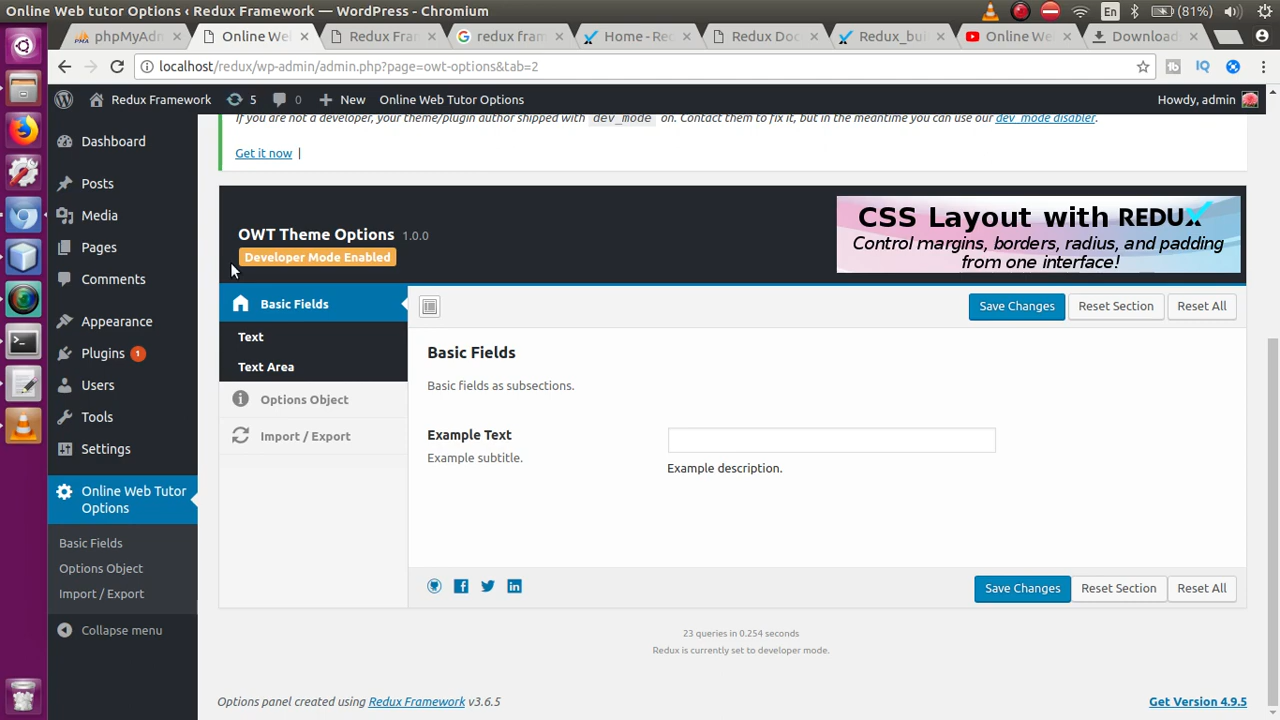 Online Web tutor Options ‹ Redux Framework — WordPress - Chromium
En
(81%)
phpMyAdn
Online We
Redux Fran
redux fram
Home - Re
Redux Doc
Redux_bui
Online We
Downloads
localhost/redux/wp-admin/admin.php?page=owt-options&tab=2
IQ
Redux Framework
5
0
New
Online Web Tutor Options
Howdy, admin
If you are not a developer, your theme/plugin author shipped with dev_mode on. Contact them to fix it, but in the meantime you can use our dev_mode disabler.
Get it now |
Dashboard
Posts
Media
Pages
Comments
Appearance
Plugins 1
Users
Tools
Settings
Online Web Tutor
Options
Basic Fields
Options Object
Import / Export
Collapse menu
OWT Theme Options 1.0.0
Developer Mode Enabled
CSS Layout with REDUX
Control margins, borders, radius, and padding
from one interface!
Basic Fields
Text
Text Area
Options Object
Import / Export
Save Changes
Reset Section
Reset All
Basic Fields
Basic fields as subsections.
Example Text
Example subtitle.
Example description.
Save Changes
Reset Section
Reset All
23 queries in 0.254 seconds
Redux is currently set to developer mode.
Options panel created using Redux Framework v3.6.5
Get Version 4.9.5